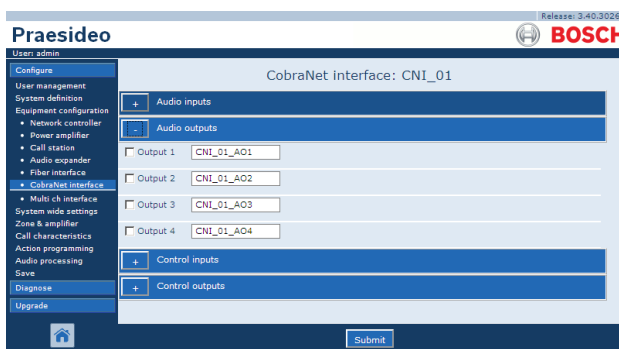 Release: 3.40.3026
Praesideo
BOSCH
User: admin
Configure
User management
System definition
Equipment configuration
• Network controller
• Power amplifier
• Call station
• Audio expander
• Fiber interface
• CobraNet interface
• Multi ch interface
System wide settings
Zone & amplifier
Call characteristics
Action programming
Audio processing
Save
Diagnose
Upgrade
CobraNet interface: CNI_01
+ Audio inputs
- Audio outputs
Output 1 CNI_01_AO1
Output 2 CNI_01_AO2
Output 3 CNI_01_AO3
Output 4 CNI_01_AO4
+ Control inputs
+ Control outputs
Submit